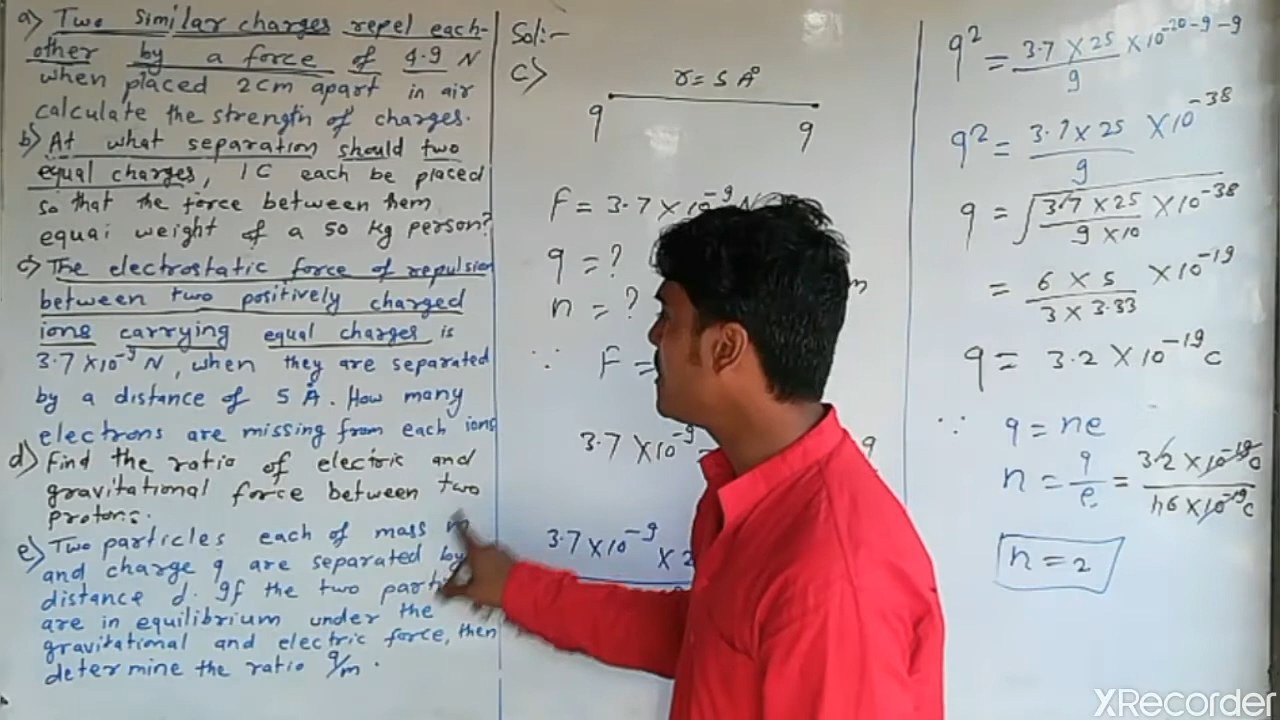 a) Two similar charges repel each-
other by a force of 4.9 N
when placed 2cm apart in air
calculate the strength of charges.
b) At what separation should two
equal charges, 1C each be placed
so that the force between them
equai weight of a 50 kg person?
c) The electrostatic force of repulsion
between two positively charged
ions carrying equal charges is
3.7×10⁻⁹ N, when they are separated
by a distance of 5 Å. How many
electrons are missing from each ions
d) Find the ratio of electric and
gravitational force between two
protons.
e) Two particles each of mass m
and charge q are separated by
distance d. If the two parti
are in equilibrium under the
gravitational and electric force, then
determine the ratio q/m.
Sol:-
c)
r = 5 A°
q q
F = 3.7 × 10⁻⁹ N
q = ?
n = ? m
∵ F =
3.7 × 10⁻⁹ = q
3.7 × 10⁻⁹ × 2
q² = 3.7 × 25 / 9 × 10⁻²⁰⁻⁹⁻⁹
q² = 3.7 × 25 / 9 × 10⁻³⁸
q = √(37 × 25 / 9 × 10 × 10⁻³⁸)
= 6 × 5 / 3 × 3.33 × 10⁻¹⁹
q = 3.2 × 10⁻¹⁹ c
∵ q = ne
n = q/e = 3.2 × 10⁻¹⁹ c / 1.6 × 10⁻¹⁹ c
n = 2
XRecorder